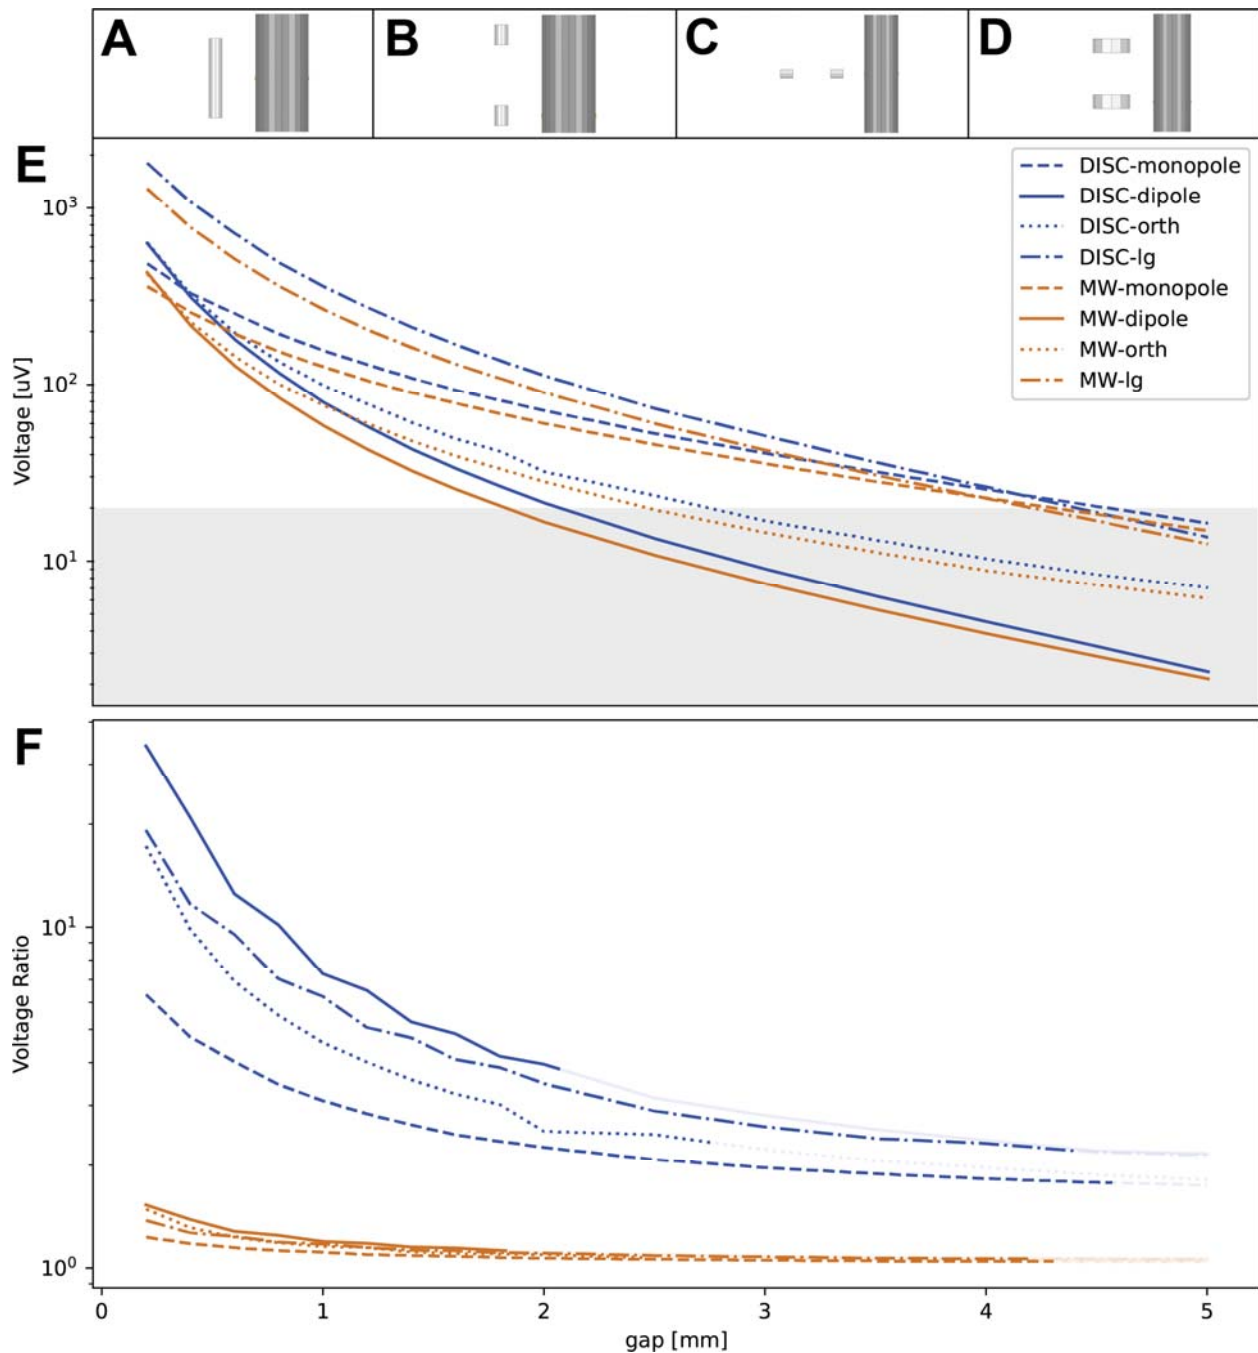 A
B
C
D
E
10³
10²
10¹
Voltage [uV]
DISC-monopole
DISC-dipole
DISC-orth
DISC-lg
MW-monopole
MW-dipole
MW-orth
MW-lg
F
10¹
10⁰
Voltage Ratio
0 1 2 3 4 5
gap [mm]